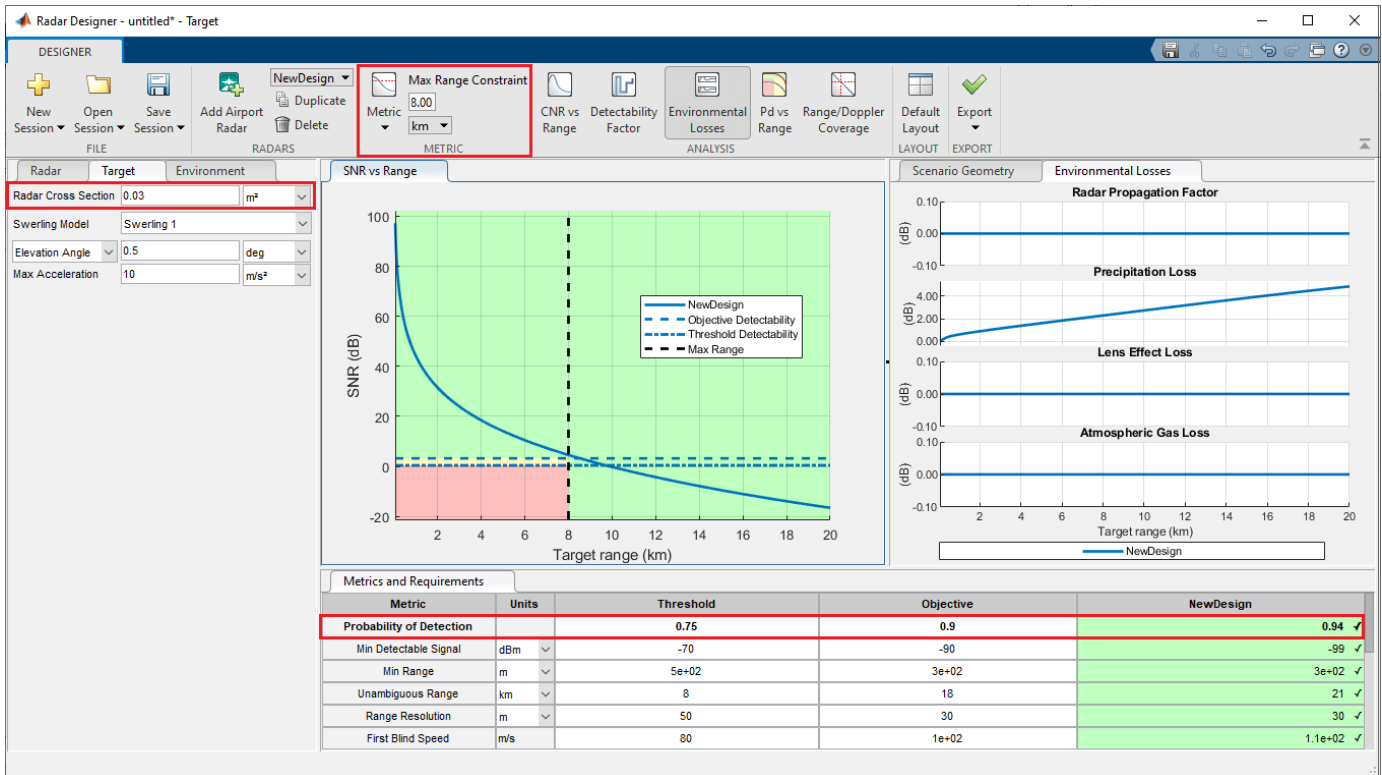 Radar Designer - untitled* - Target
DESIGNER
New Session
Open Session
Save Session
FILE
Add Airport Radar
NewDesign
Duplicate
Delete
RADARS
Metric
Max Range Constraint
8.00
km
METRIC
CNR vs Range
Detectability Factor
Environmental Losses
Pd vs Range
Range/Doppler Coverage
ANALYSIS
Default Layout
LAYOUT
Export
EXPORT
Radar Target Environment
Radar Cross Section 0.03 m²
Swerling Model Swerling 1
Elevation Angle 0.5 deg
Max Acceleration 10 m/s²
SNR vs Range
100
80
60
40
20
0
-20
SNR (dB)
NewDesign
Objective Detectability
Threshold Detectability
Max Range
2 4 6 8 10 12 14 16 18 20
Target range (km)
Scenario Geometry Environmental Losses
Radar Propagation Factor
0.10
0.00
-0.10
(dB)
Precipitation Loss
4.00
2.00
0.00
(dB)
Lens Effect Loss
0.10
0.00
-0.10
(dB)
Atmospheric Gas Loss
0.10
0.00
-0.10
(dB)
2 4 6 8 10 12 14 16 18 20
Target range (km)
NewDesign
Metrics and Requirements
Metric Units Threshold Objective NewDesign
Probability of Detection 0.75 0.9 0.94 ✓
Min Detectable Signal dBm -70 -90 -99 ✓
Min Range m 5e+02 3e+02 3e+02 ✓
Unambiguous Range km 8 18 21 ✓
Range Resolution m 50 30 30 ✓
First Blind Speed m/s 80 1e+02 1.1e+02 ✓